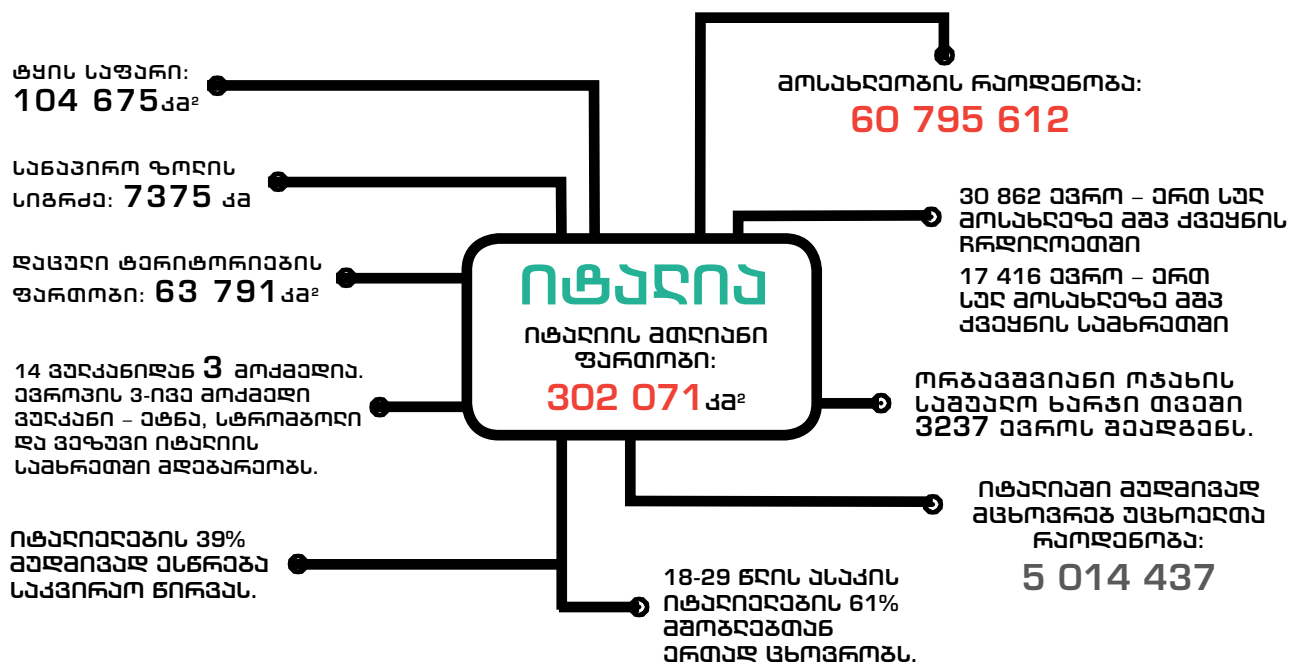 ტყის საფარი:
104 675კმ²
სანაპირო ზოლის
სიგრძე: 7375 კმ
დაცული ტერიტორიების
ფართობი: 63 791კმ²
14 ვულკანიდან 3 მოქმედია.
ევროპის 3-ივე მოქმედი
ვულკანი – ეტნა, სტრომბოლი
და ვეზუვი იტალიის
სამხრეთში მდებარეობს.
იტალიელების 39%
მუდმივად ესწრება
საკვირაო წირვას.
იტალია
იტალიის მთლიანი
ფართობი:
302 071კმ²
მოსახლეობის რაოდენობა:
60 795 612
30 862 ევრო – ერთ სულ
მოსახლეზე მშპ ქვეყნის
ჩრდილოეთში
17 416 ევრო – ერთ
სულ მოსახლეზე მშპ
ქვეყნის სამხრეთში
ორბავშვიანი ოჯახის
საშუალო ხარჯი თვეში
3237 ევროს შეადგენს.
იტალიაში მუდმივად
მცხოვრებ უცხოელთა
რაოდენობა:
5 014 437
18-29 წლის ასაკის
იტალიელების 61%
მშობლებთან
ერთად ცხოვრობს.